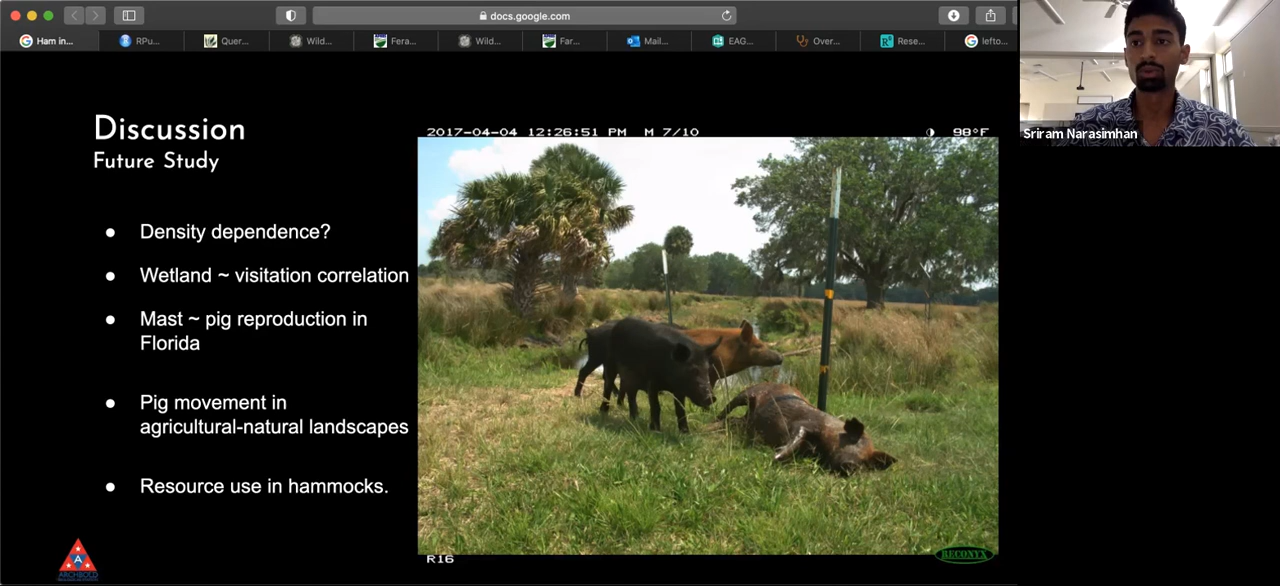 docs.google.com
Ham in...
RPu...
Quer...
Wild...
Fera...
Wild...
Far...
Mail...
EAG...
Over...
Rese...
lefto...
Sriram Narasimhan
Discussion
Future Study
2017-04-04 12:26:51 PM M 7/10 98°F
● Density dependence?
● Wetland ~ visitation correlation
● Mast ~ pig reproduction in
Florida
● Pig movement in
agricultural-natural landscapes
● Resource use in hammocks.
A
ARCHBOLD
R16
RECONYX